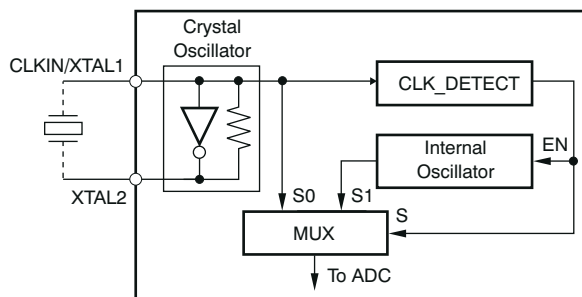 Crystal
Oscillator
CLKIN/XTAL1
CLK_DETECT
Internal
Oscillator
EN
XTAL2
S0
S1
S
MUX
To ADC